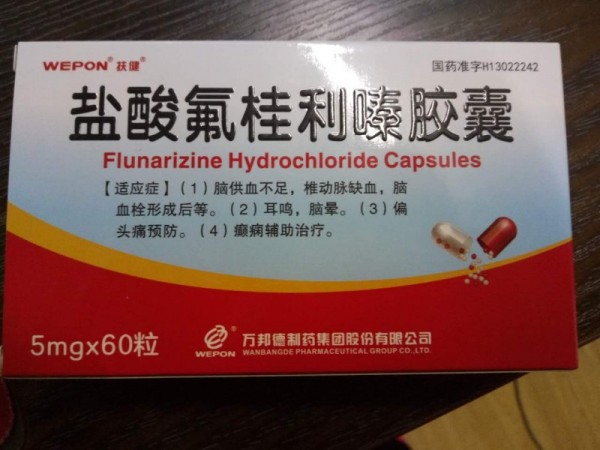 WEPON® 扶健®
国药准字H13022242
盐酸氟桂利嗪胶囊
Flunarizine Hydrochloride Capsules
【适应症】(1)脑供血不足，椎动脉缺血，脑
血栓形成后等。(2)耳鸣，脑晕。(3)偏
头痛预防。(4)癫痫辅助治疗。
5mgx60粒
WEPON
万邦德制药集团股份有限公司
WANBANGDE PHARMACEUTICAL GROUP CO.,LTD.